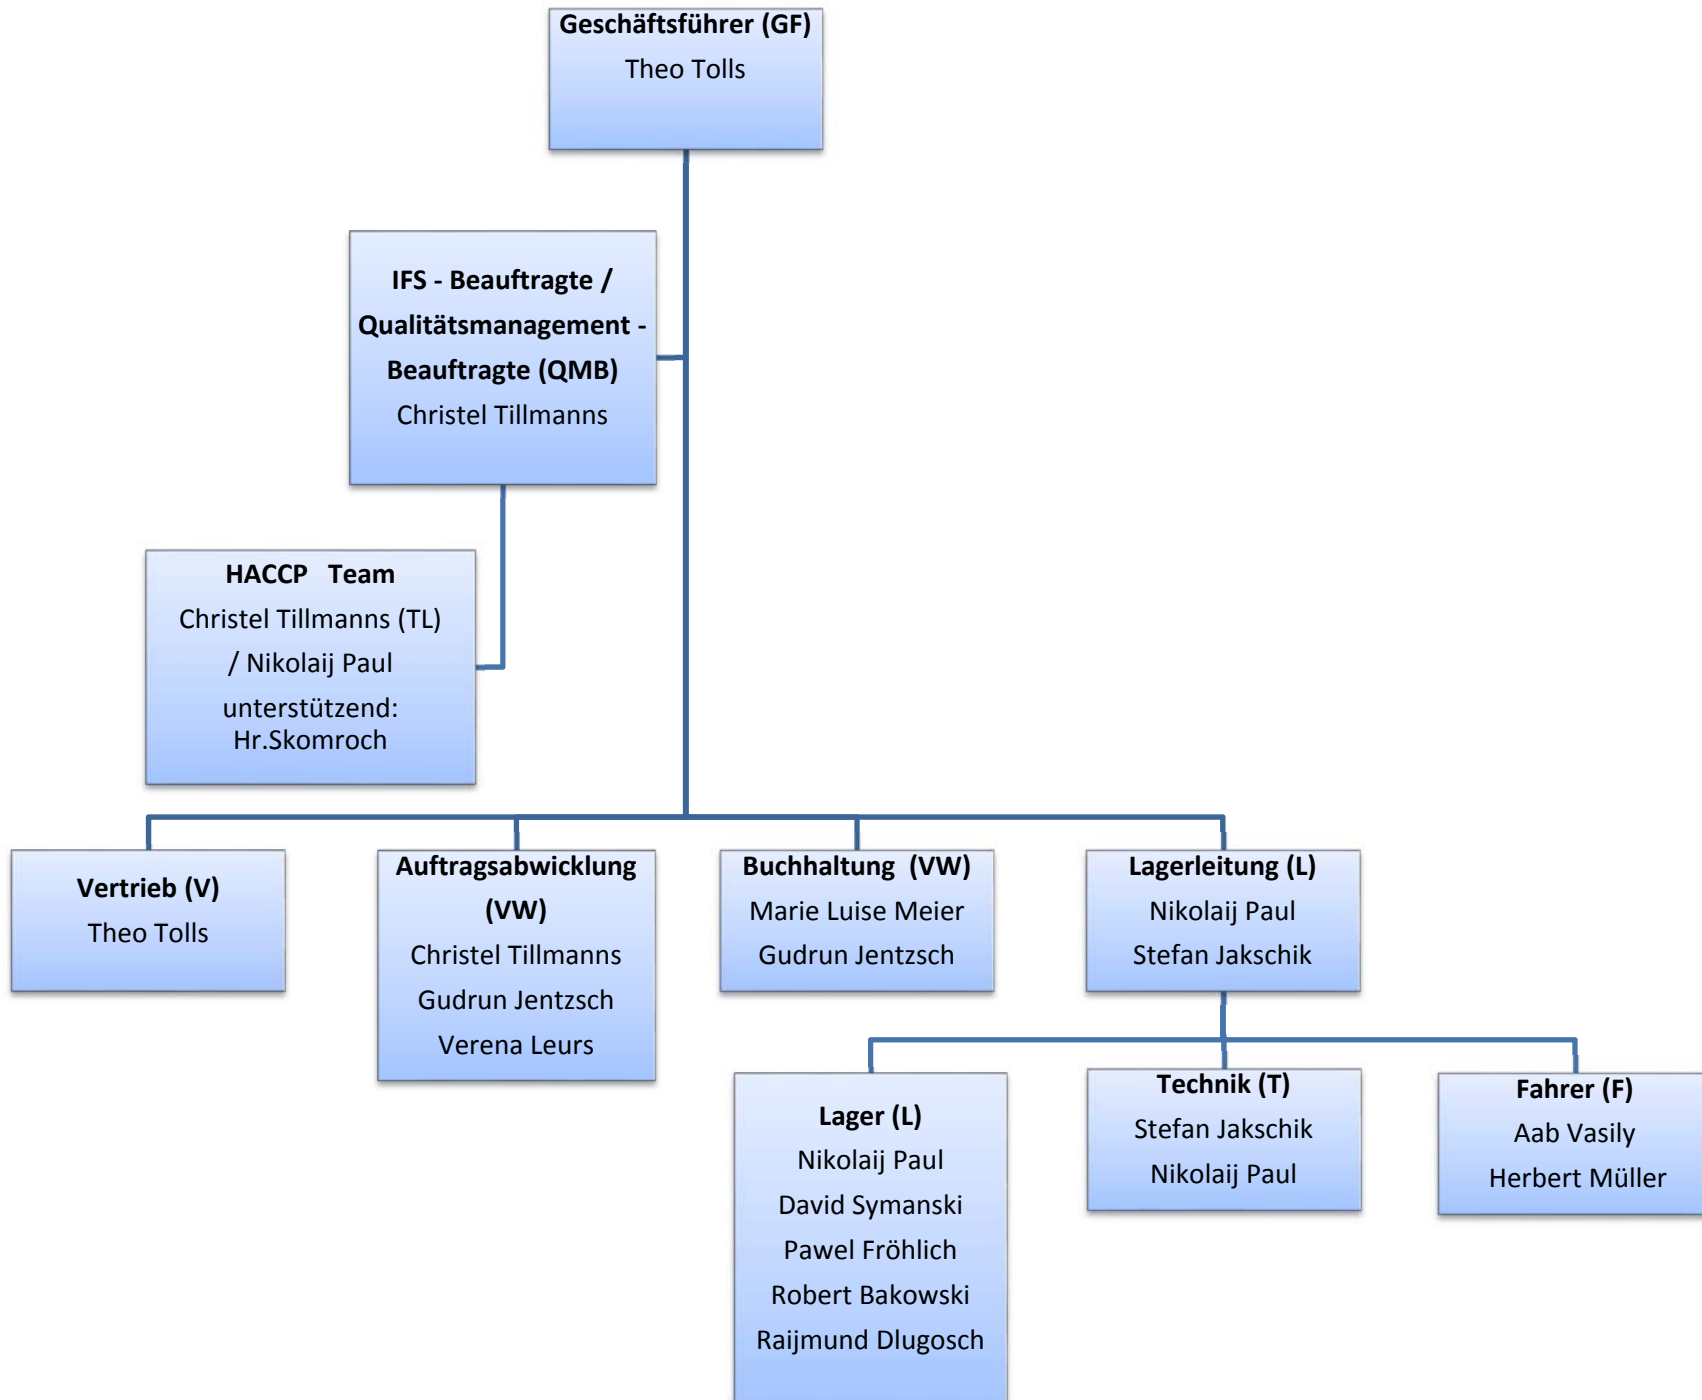 Geschäftsführer (GF)
Theo Tolls
IFS - Beauftragte /
Qualitätsmanagement -
Beauftragte (QMB)
Christel Tillmanns
HACCP   Team
Christel Tillmanns (TL)
/ Nikolaij Paul
unterstützend:
Hr.Skomroch
Vertrieb (V)
Theo Tolls
Auftragsabwicklung
(VW)
Christel Tillmanns
Gudrun Jentzsch
Verena Leurs
Buchhaltung  (VW)
Marie Luise Meier
Gudrun Jentzsch
Lagerleitung (L)
Nikolaij Paul
Stefan Jakschik
Lager (L)
Nikolaij Paul
David Symanski
Pawel Fröhlich
Robert Bakowski
Raijmund Dlugosch
Technik (T)
Stefan Jakschik
Nikolaij Paul
Fahrer (F)
Aab Vasily
Herbert Müller